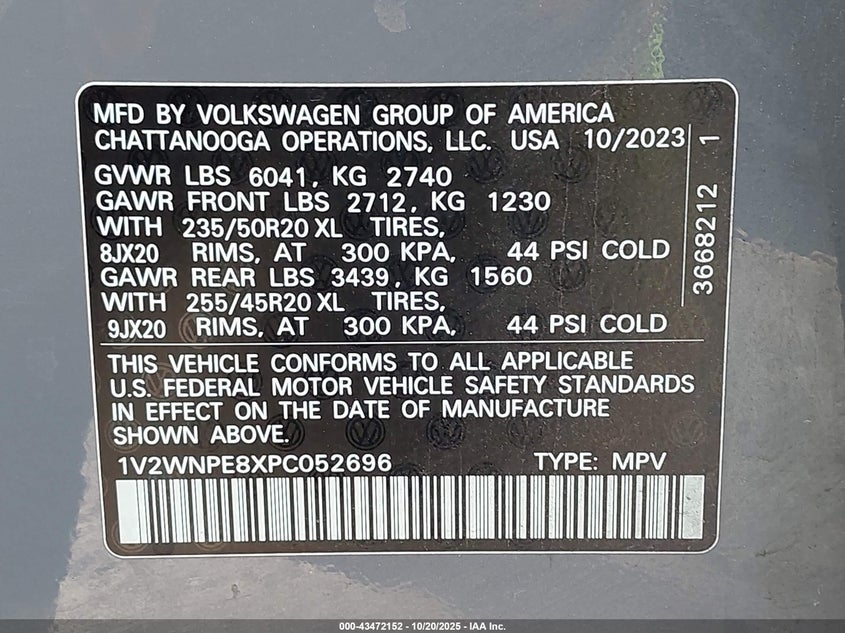 MFD BY VOLKSWAGEN GROUP OF AMERICA
CHATTANOOGA OPERATIONS, LLC. USA 10/2023
GVWR LBS 6041, KG 2740
GAWR FRONT LBS 2712, KG 1230
WITH 235/50R20 XL TIRES,
8JX20 RIMS, AT 300 KPA, 44 PSI COLD
GAWR REAR LBS 3439, KG 1560
WITH 255/45R20 XL TIRES,
9JX20 RIMS, AT 300 KPA, 44 PSI COLD
3668212 1
THIS VEHICLE CONFORMS TO ALL APPLICABLE
U.S. FEDERAL MOTOR VEHICLE SAFETY STANDARDS
IN EFFECT ON THE DATE OF MANUFACTURE
SHOWN ABOVE.
1V2WNPE8XPC052696 TYPE: MPV
000-43472152 - 10/20/2025 - IAA Inc.